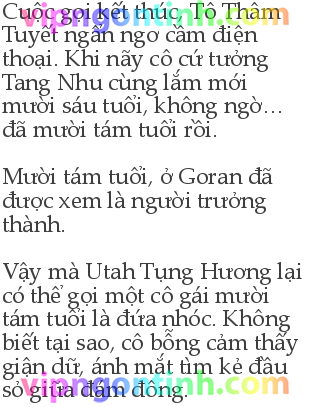 Cuộc gọi kết thúc, Tô Thâm
Tuyết ngẩn ngơ cầm điện
thoại. Khi nãy cô cứ tưởng
Tang Nhu cùng lắm mới
mười sáu tuổi, không ngờ…
đã mười tám tuổi rồi.

Mười tám tuổi, ở Goran đã
được xem là người trưởng
thành.

Vậy mà Utah Tụng Hương lại
có thể gọi một cô gái mười
tám tuổi là đứa nhóc. Không
biết tại sao, cô bỗng cảm thấy
giận dữ, ánh mắt tìm kẻ đầu
sỏ giữa đám đông.
vipngontinh.com
vipngontinh.com